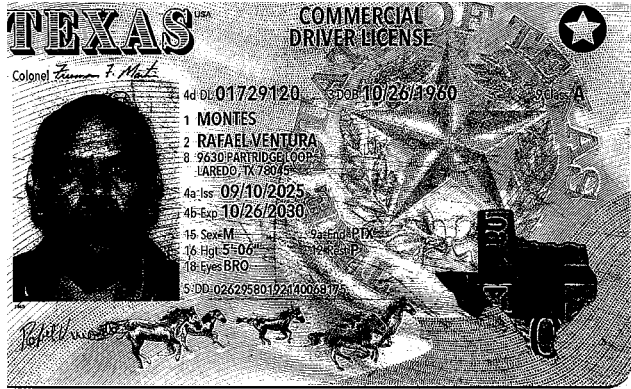 TEXAS USA
COMMERCIAL
DRIVER LICENSE
Colonel
4d DL 01729120 3 DOB 10/26/1960 9 Class A
1 MONTES
2 RAFAEL VENTURA
8 9630 PARTRIDGE LOOP
LAREDO, TX 78045
4a Iss 09/10/2025
4b Exp 10/26/2030
15 Sex M 9a End PTX
16 Hgt 5'-06" 12 Rest P
18 Eyes BRO
5 DD 02629580192140068175